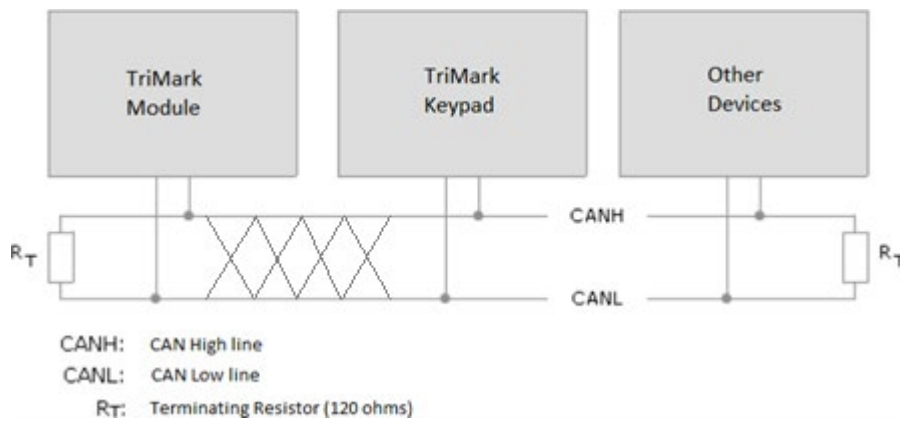 TriMark
Module
TriMark
Keypad
Other
Devices
CANH
RT
RT
CANL
CANH: CAN High line
CANL: CAN Low line
RT: Terminating Resistor (120 ohms)